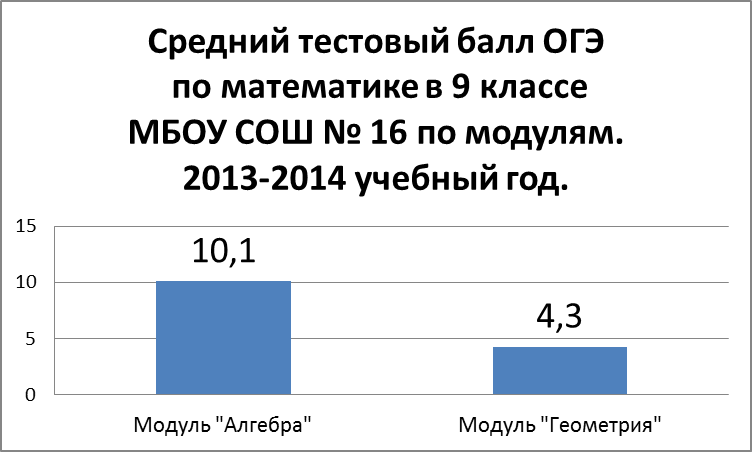 Средний тестовый балл ОГЭ
по математике в 9 классе
МБОУ СОШ № 16 по модулям.
2013-2014 учебный год.
15
10
5
0
10,1
4,3
Модуль "Алгебра"
Модуль "Геометрия"